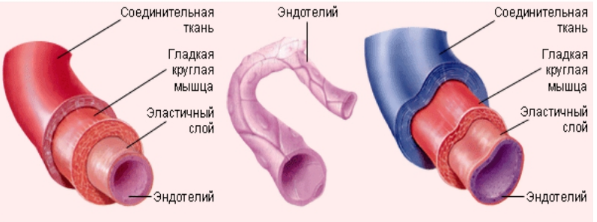 Соединительная
ткань
Гладкая
круглая
мышца
Эластичный
слой
Эндотелий
Эндотелий
Соединительная
ткань
Гладкая
круглая
мышца
Эластичный
слой
Эндотелий